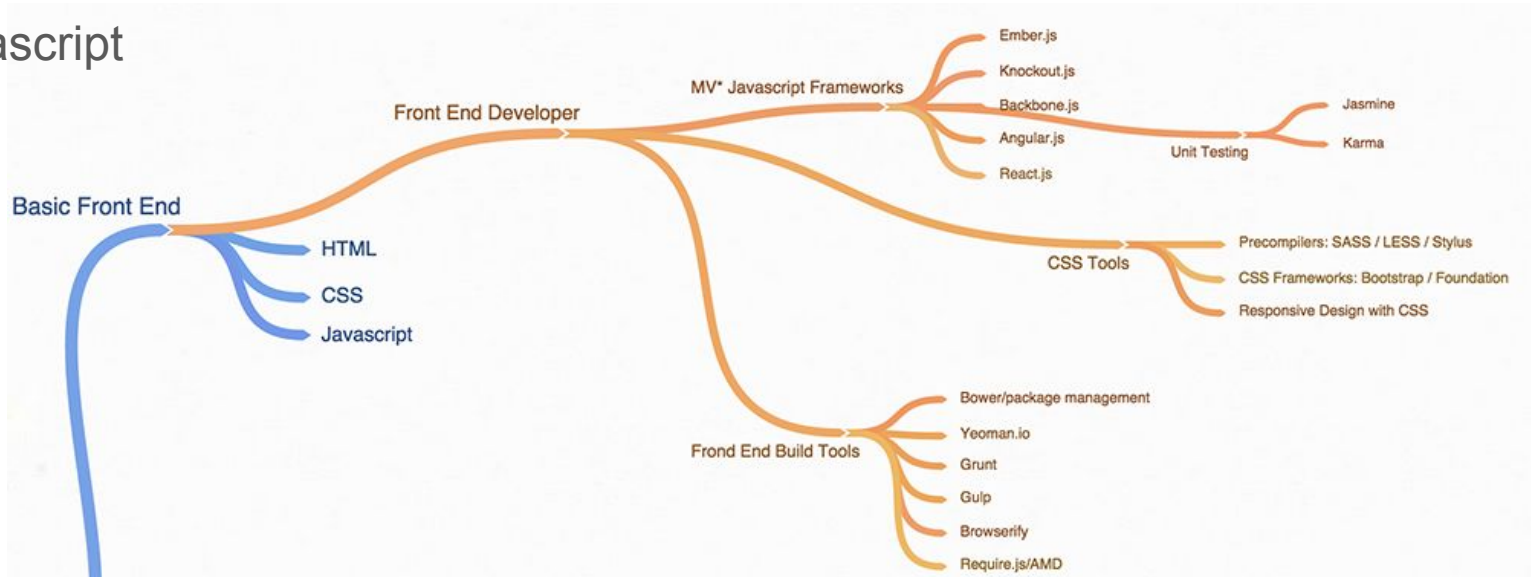 ascript
Ember.js
MV* Javascript Frameworks
Knockout.js
Front End Developer
Backbone.js
Jasmine
Angular.js
Karma
Unit Testing
React.js
Basic Front End
HTML
Precompilers: SASS / LESS / Stylus
CSS Tools
CSS Frameworks: Bootstrap / Foundation
CSS
Responsive Design with CSS
Javascript
Bower/package management
Yeoman.io
Frond End Build Tools
Grunt
Gulp
Browserify
Require.js/AMD